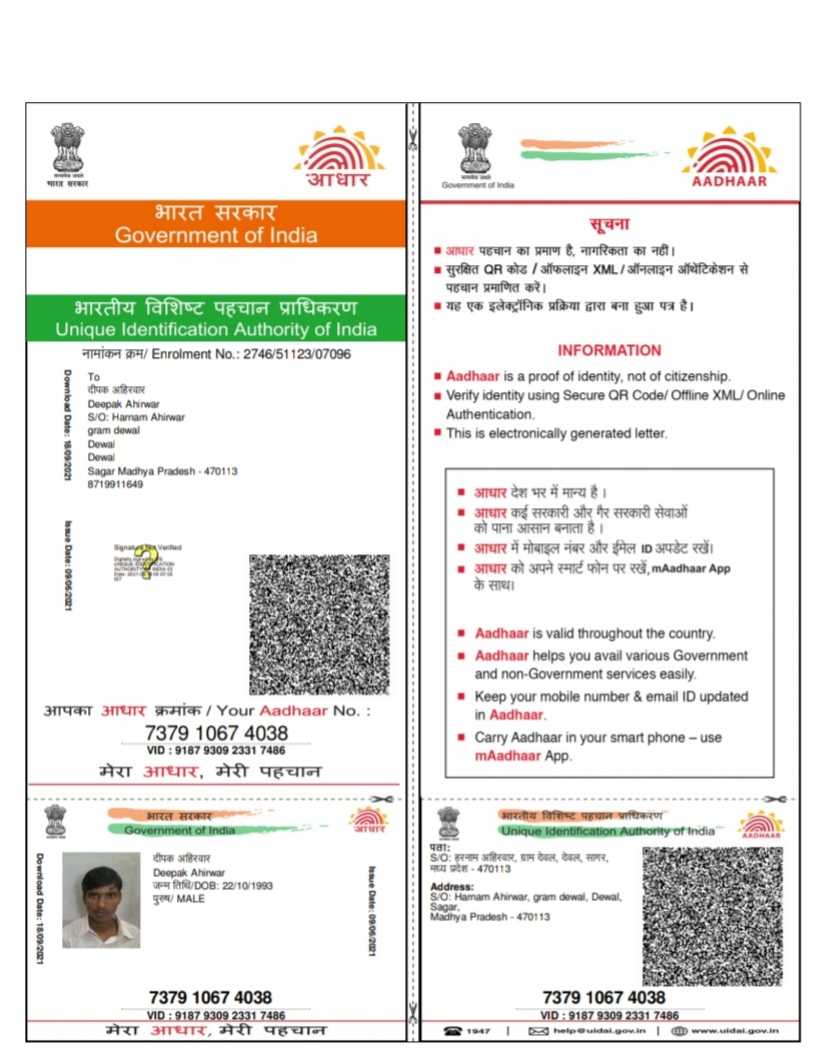 सत्यमेव जयते
भारत सरकार
आधार
भारत सरकार
Government of India
भारतीय विशिष्ट पहचान प्राधिकरण
Unique Identification Authority of India
नामांकन क्रम/ Enrolment No.: 2746/51123/07096
Download Date: 18/09/2021
To
दीपक अहिरवार
Deepak Ahirwar
S/O: Harnam Ahirwar
gram dewal
Dewal
Dewal
Sagar Madhya Pradesh - 470113
8719911649
Issue Date: 09/06/2021
Signature Not Verified
आपका आधार क्रमांक / Your Aadhaar No. :
7379 1067 4038
VID : 9187 9309 2331 7486
मेरा आधार, मेरी पहचान
भारत सरकार
Government of India
आधार
Download Date: 18/09/2021
दीपक अहिरवार
Deepak Ahirwar
जन्म तिथि/DOB: 22/10/1993
पुरुष/ MALE
Issue Date: 09/06/2021
7379 1067 4038
VID : 9187 9309 2331 7486
मेरा आधार, मेरी पहचान
सत्यमेव जयते
Government of India
AADHAAR
सूचना
आधार पहचान का प्रमाण है, नागरिकता का नहीं।
सुरक्षित QR कोड / ऑफलाइन XML / ऑनलाइन ऑथेंटिकेशन से
पहचान प्रमाणित करें।
यह एक इलेक्ट्रॉनिक प्रक्रिया द्वारा बना हुआ पत्र है।
INFORMATION
Aadhaar is a proof of identity, not of citizenship.
Verify identity using Secure QR Code/ Offline XML/ Online
Authentication.
This is electronically generated letter.
आधार देश भर में मान्य है ।
आधार कई सरकारी और गैर सरकारी सेवाओं
को पाना आसान बनाता है ।
आधार में मोबाइल नंबर और ईमेल ID अपडेट रखें।
आधार को अपने स्मार्ट फोन पर रखें, mAadhaar App
के साथ।
Aadhaar is valid throughout the country.
Aadhaar helps you avail various Government
and non-Government services easily.
Keep your mobile number & email ID updated
in Aadhaar.
Carry Aadhaar in your smart phone – use
mAadhaar App.
भारतीय विशिष्ट पहचान प्राधिकरण
Unique Identification Authority of India
AADHAAR
पता:
S/O: हरनाम अहिरवार, ग्राम देवल, देवल, सागर,
मध्य प्रदेश - 470113
Address:
S/O: Harnam Ahirwar, gram dewal, Dewal,
Sagar,
Madhya Pradesh - 470113
7379 1067 4038
VID : 9187 9309 2331 7486
1947 | help@uidai.gov.in | www.uidai.gov.in